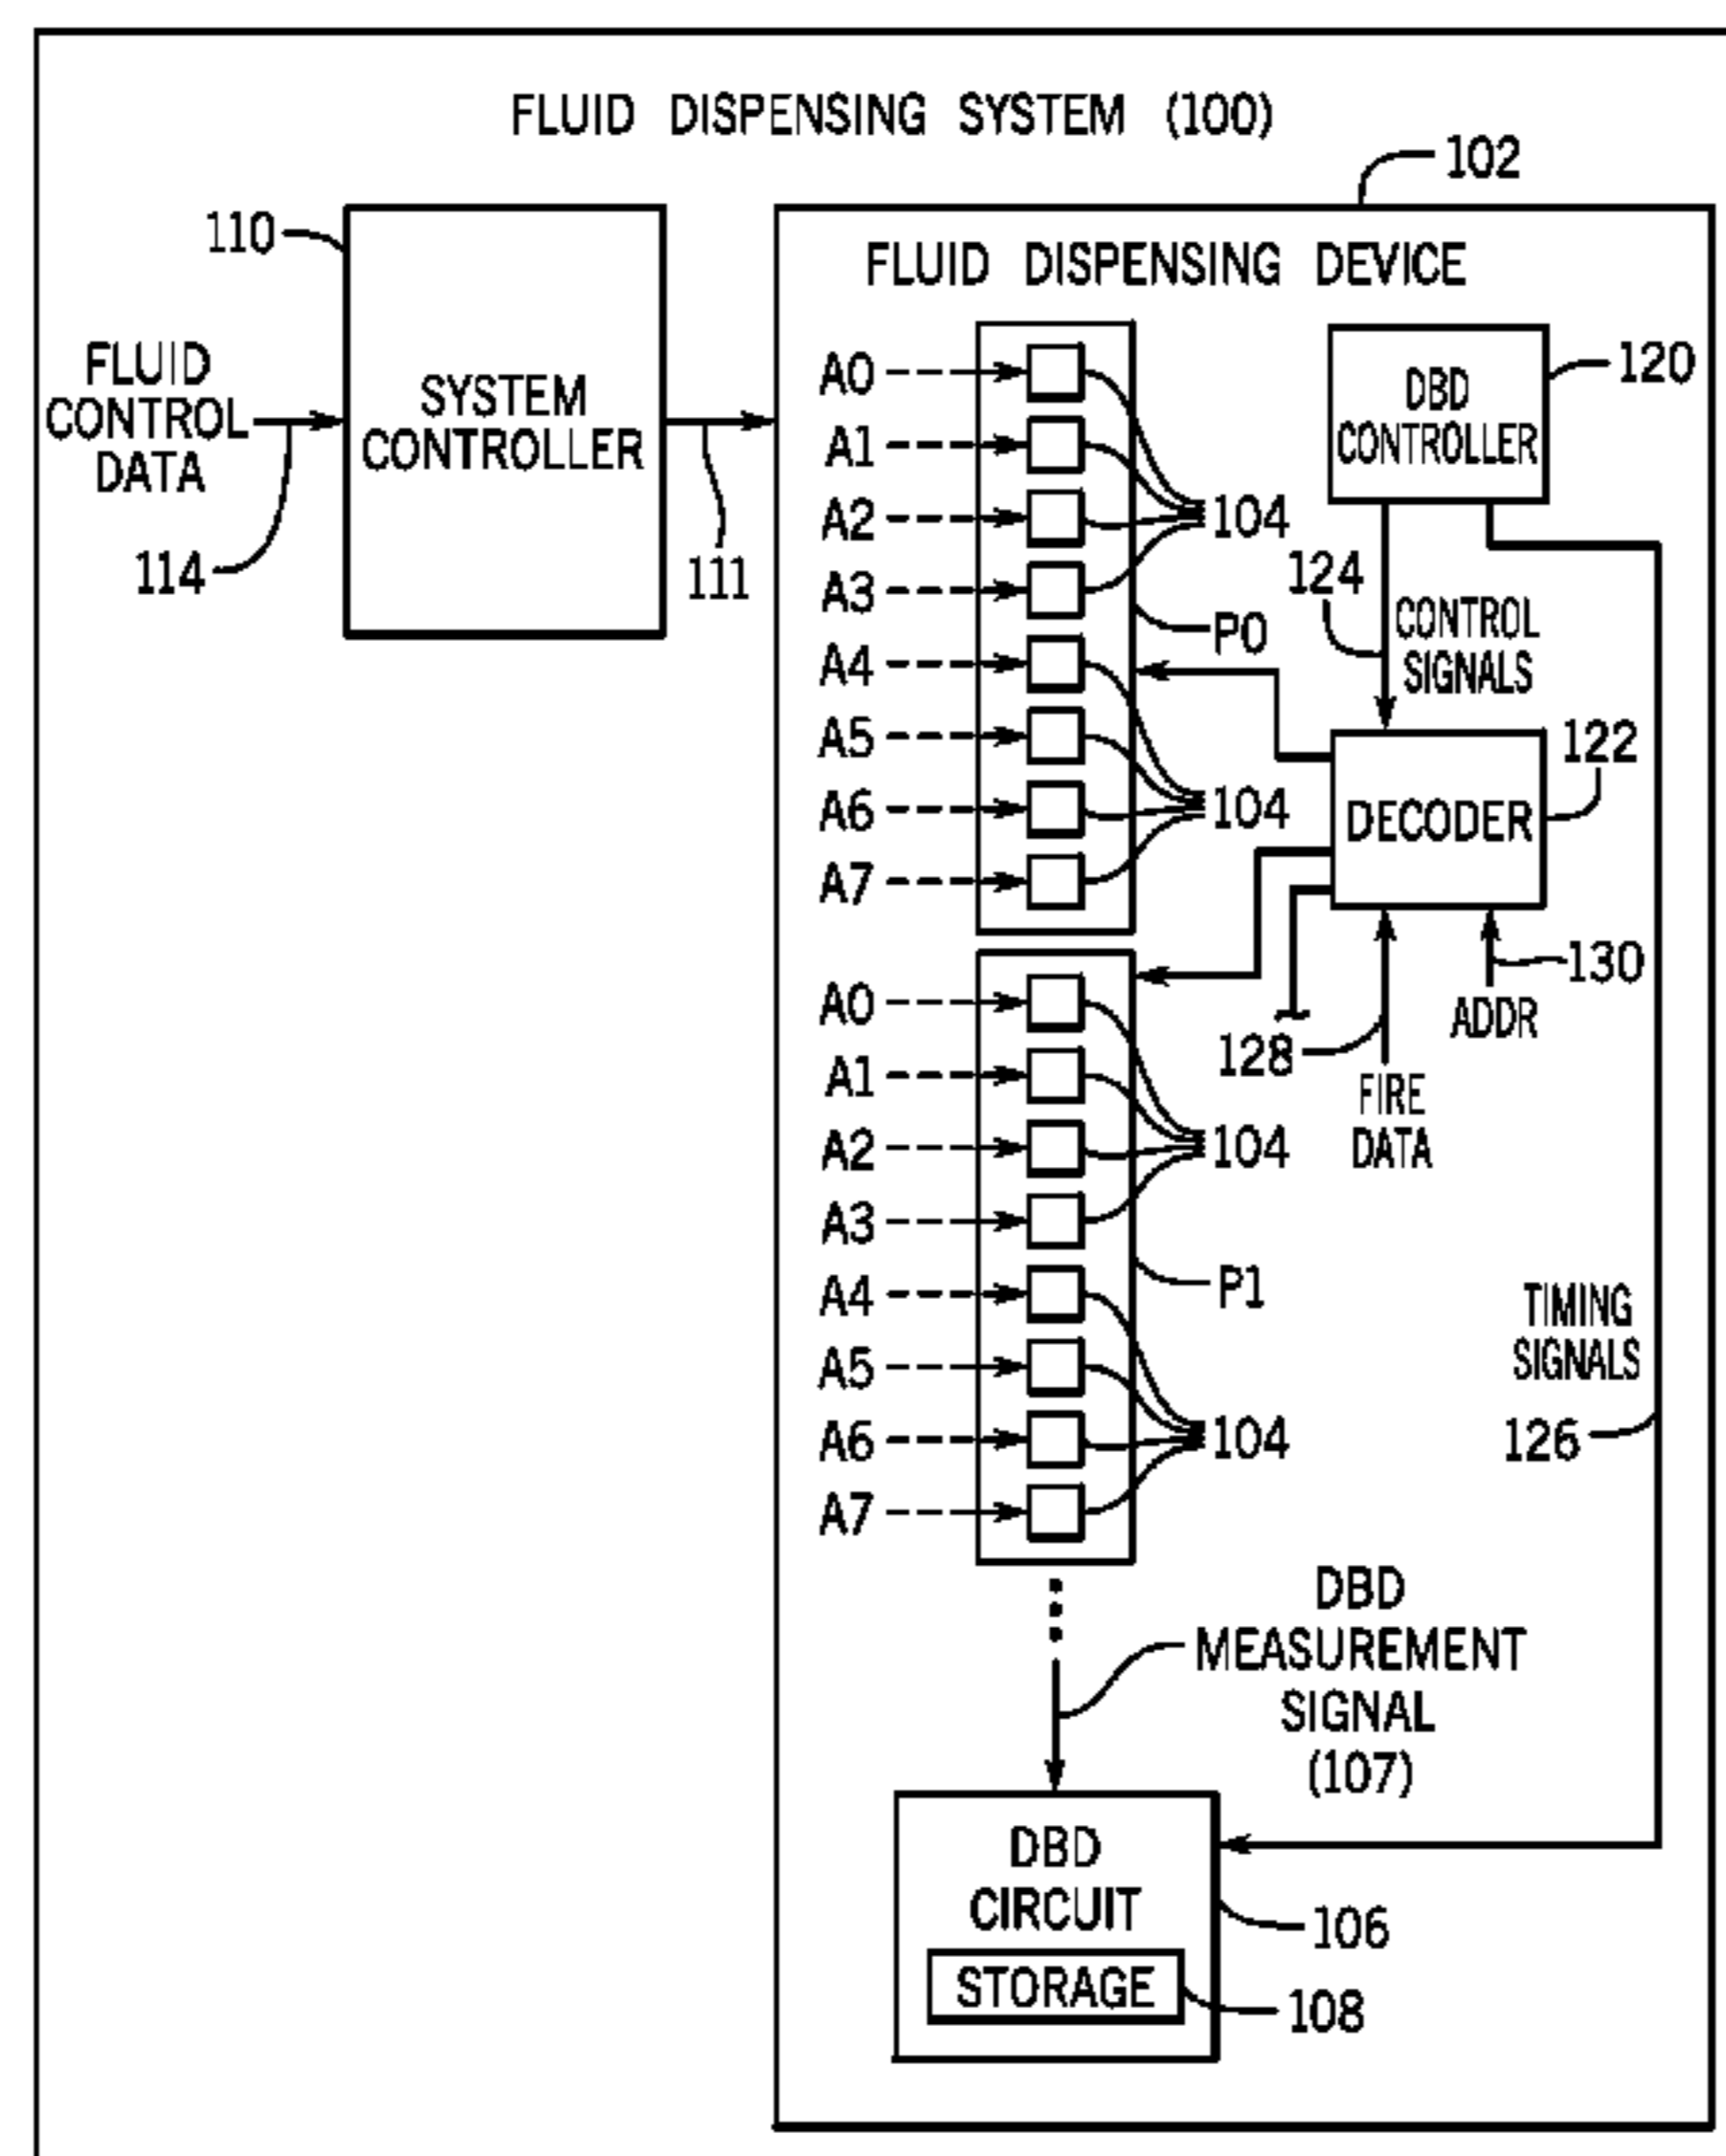 FLUID DISPENSING SYSTEM (100)
102
110
FLUID DISPENSING DEVICE
FLUID
CONTROL
DATA
114
SYSTEM
CONTROLLER
111
A0
A1
A2
A3
A4
A5
A6
A7
104
P0
104
DBD
CONTROLLER
120
124
CONTROL
SIGNALS
DECODER
122
128
FIRE
DATA
130
ADDR
A0
A1
A2
A3
A4
A5
A6
A7
104
P1
104
TIMING
SIGNALS
126
DBD
MEASUREMENT
SIGNAL
(107)
DBD
CIRCUIT
106
STORAGE
108